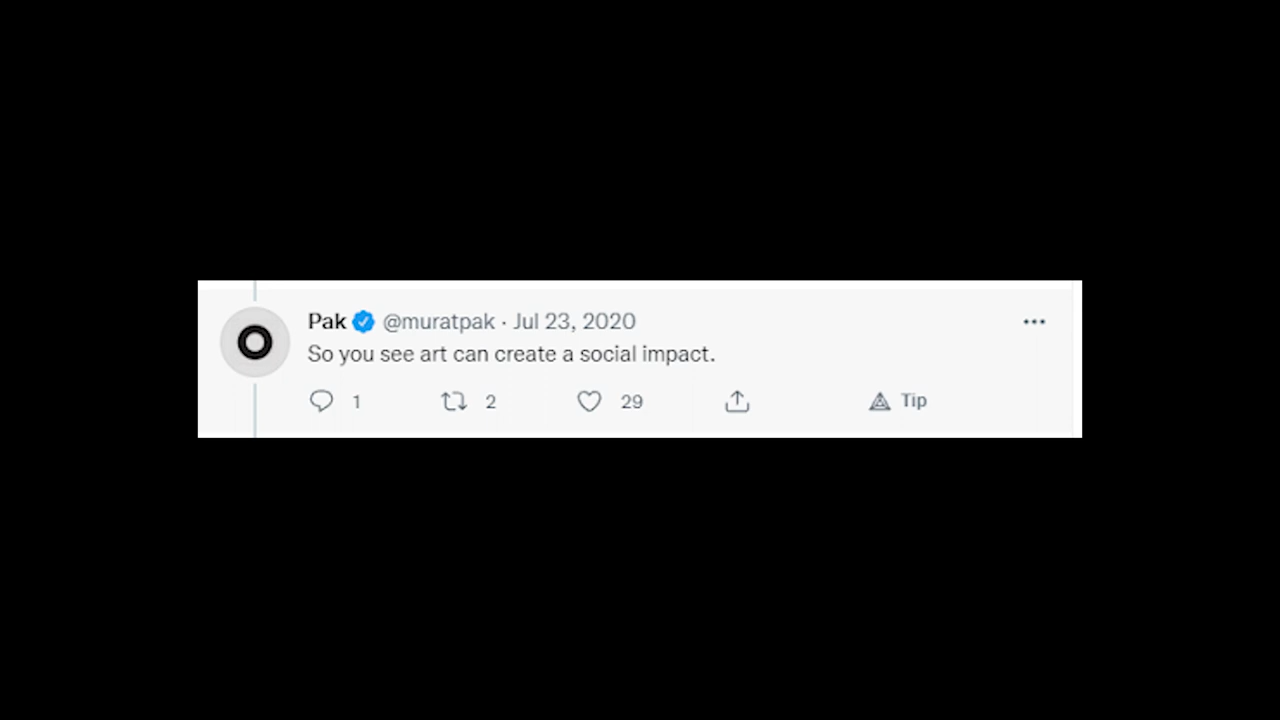 Pak @muratpak · Jul 23, 2020
So you see art can create a social impact.
1 2 29 Tip